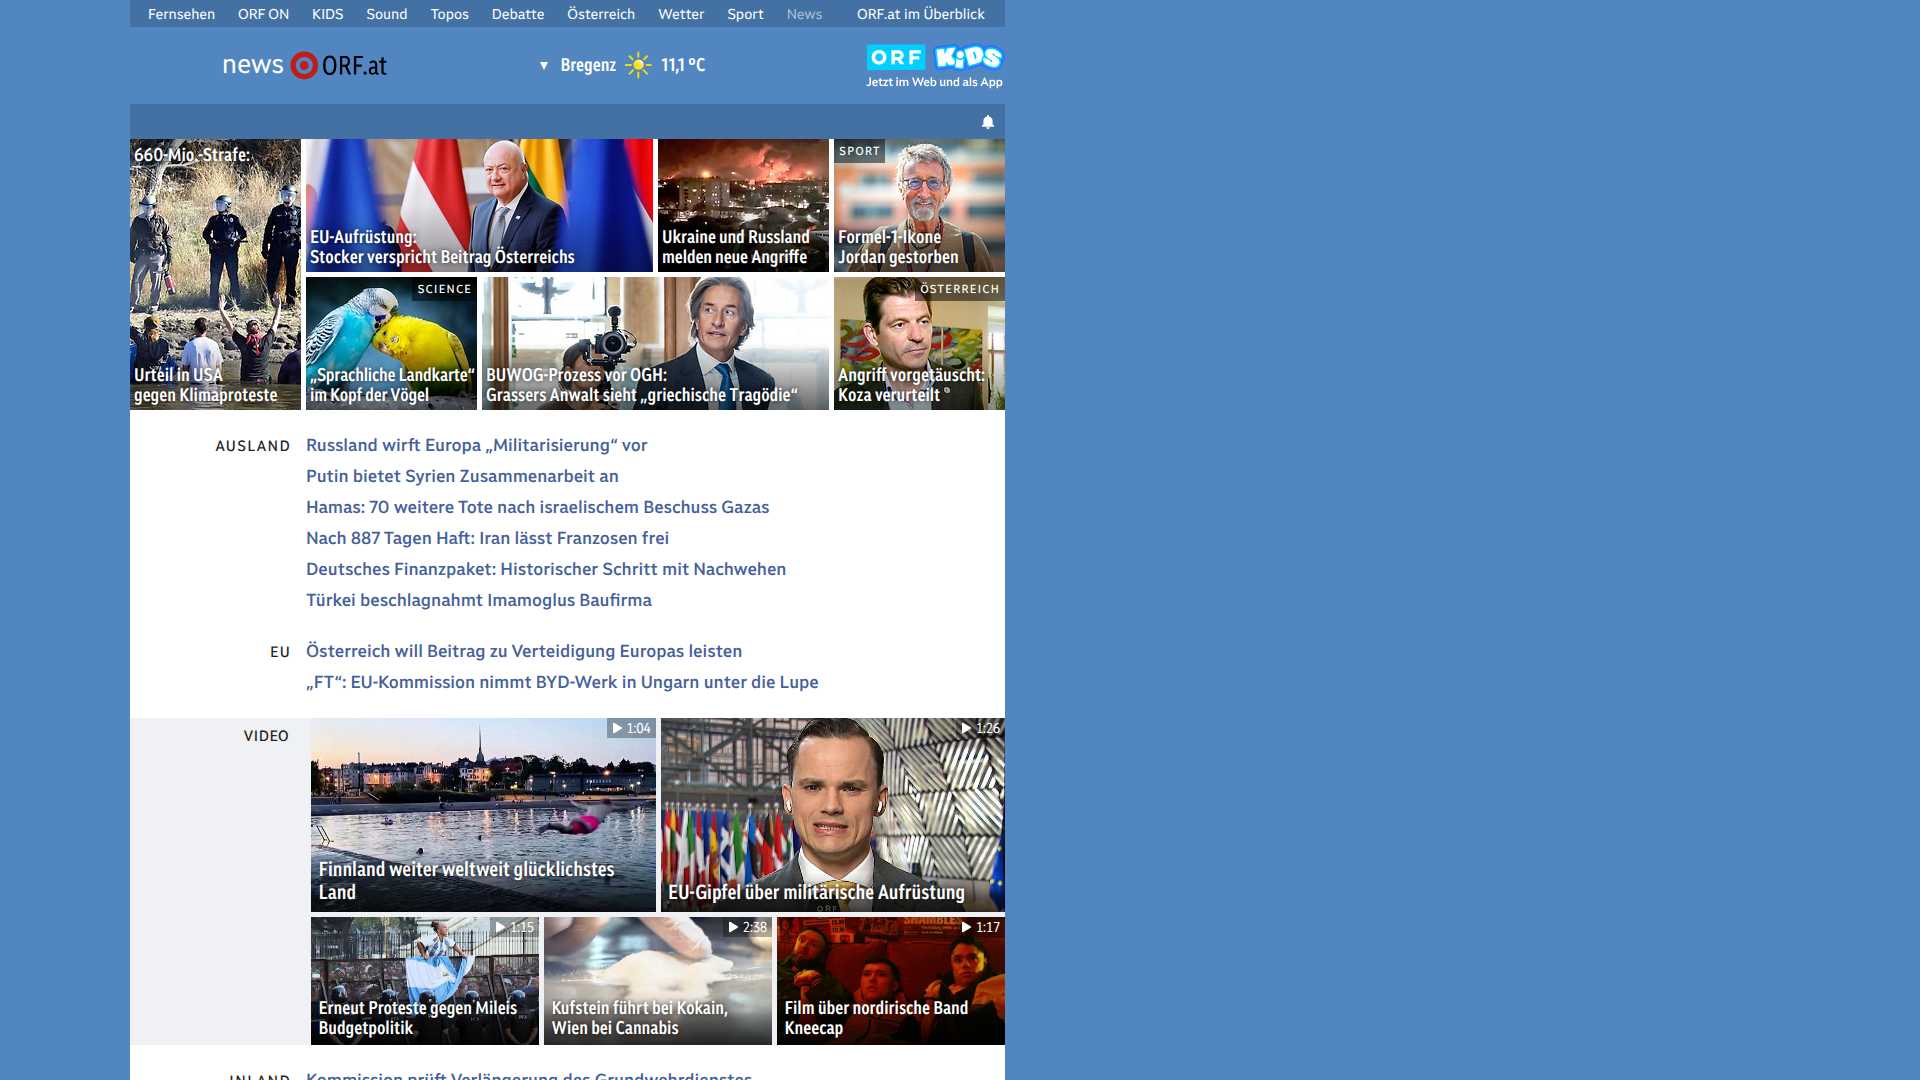 Fernsehen ORF ON KIDS Sound Topos Debatte Österreich Wetter Sport News ORF.at im Überblick
news ORF.at
▼ Bregenz 11,1 °C
ORF KiDS
Jetzt im Web und als App
660-Mio.-Strafe:
Urteil in USA
gegen Klimaproteste
EU-Aufrüstung:
Stocker verspricht Beitrag Österreichs
Ukraine und Russland
melden neue Angriffe
SPORT
Formel-1-Ikone
Jordan gestorben
SCIENCE
„Sprachliche Landkarte“
im Kopf der Vögel
BUWOG-Prozess vor OGH:
Grassers Anwalt sieht „griechische Tragödie“
ÖSTERREICH
Angriff vorgetäuscht:
Koza verurteilt
AUSLAND
Russland wirft Europa „Militarisierung“ vor
Putin bietet Syrien Zusammenarbeit an
Hamas: 70 weitere Tote nach israelischem Beschuss Gazas
Nach 887 Tagen Haft: Iran lässt Franzosen frei
Deutsches Finanzpaket: Historischer Schritt mit Nachwehen
Türkei beschlagnahmt Imamoglus Baufirma
EU
Österreich will Beitrag zu Verteidigung Europas leisten
„FT“: EU-Kommission nimmt BYD-Werk in Ungarn unter die Lupe
VIDEO
1:04
Finnland weiter weltweit glücklichstes
Land
1:26
EU-Gipfel über militärische Aufrüstung
ORF
1:15
Erneut Proteste gegen Mileis
Budgetpolitik
2:38
Kufstein führt bei Kokain,
Wien bei Cannabis
SHAMBLES
1:17
Film über nordirische Band
Kneecap
INLAND
Kommission prüft Verlängerung des Grundwehrdienstes